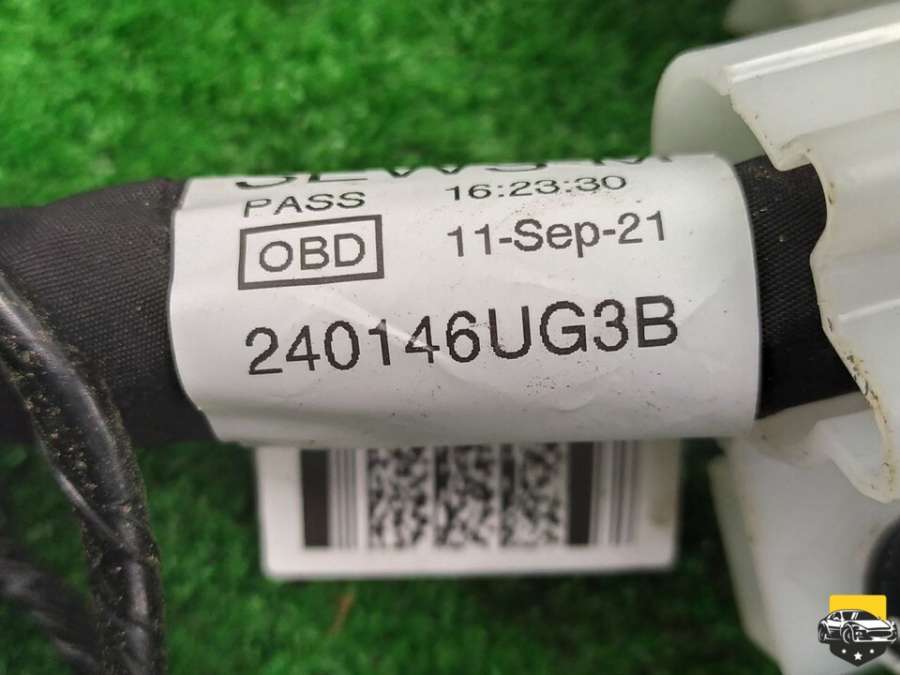 PASS
16:23:30
OBD
11-Sep-21
240146UG3B